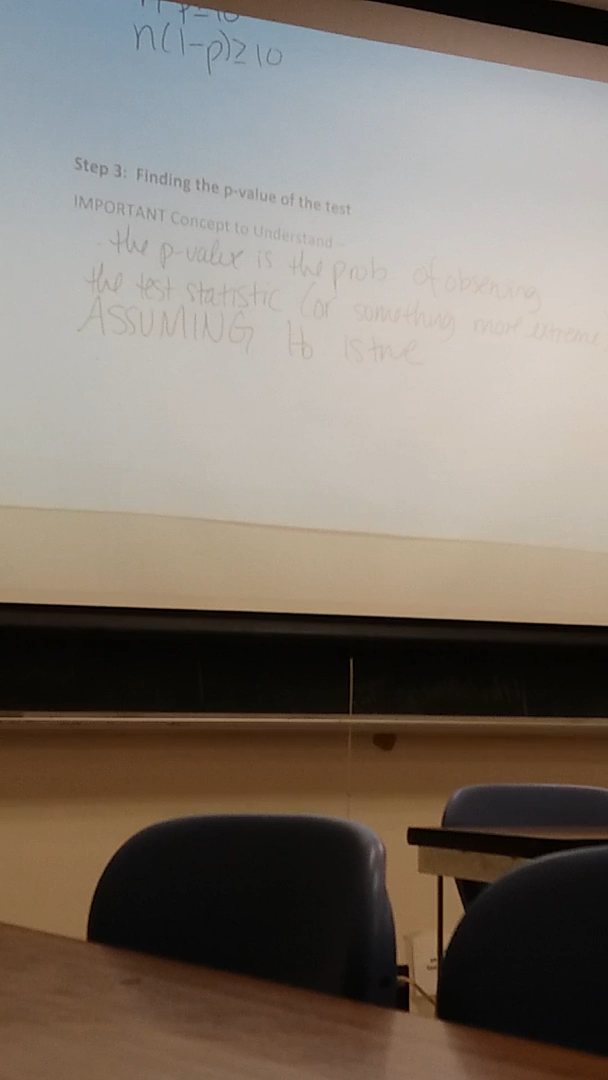 n(1-p)≥10
Step 3: Finding the p-value of the test
IMPORTANT Concept to Understand –
- the p-value is the prob of observing
the test statistic (or something more extreme
ASSUMING Ho is true